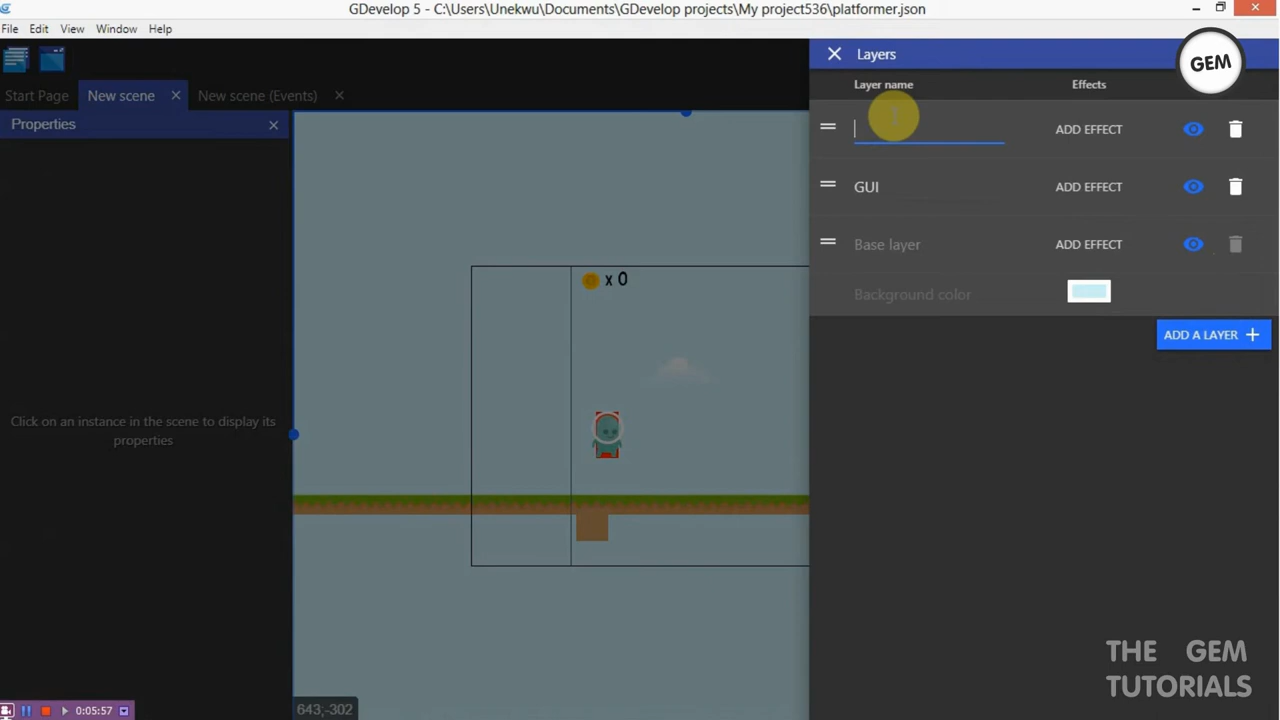 GDevelop 5 - C:\Users\Unekwu\Documents\GDevelop projects\My project536\platformer.json
File Edit View Window Help
Layers
GEM
Start Page New scene New scene (Events)
Layer name Effects
Properties
ADD EFFECT
GUI ADD EFFECT
Base layer ADD EFFECT
x 0
Background color
ADD A LAYER
Click on an instance in the scene to display its
properties
THE GEM
TUTORIALS
643;-302
0:05:57